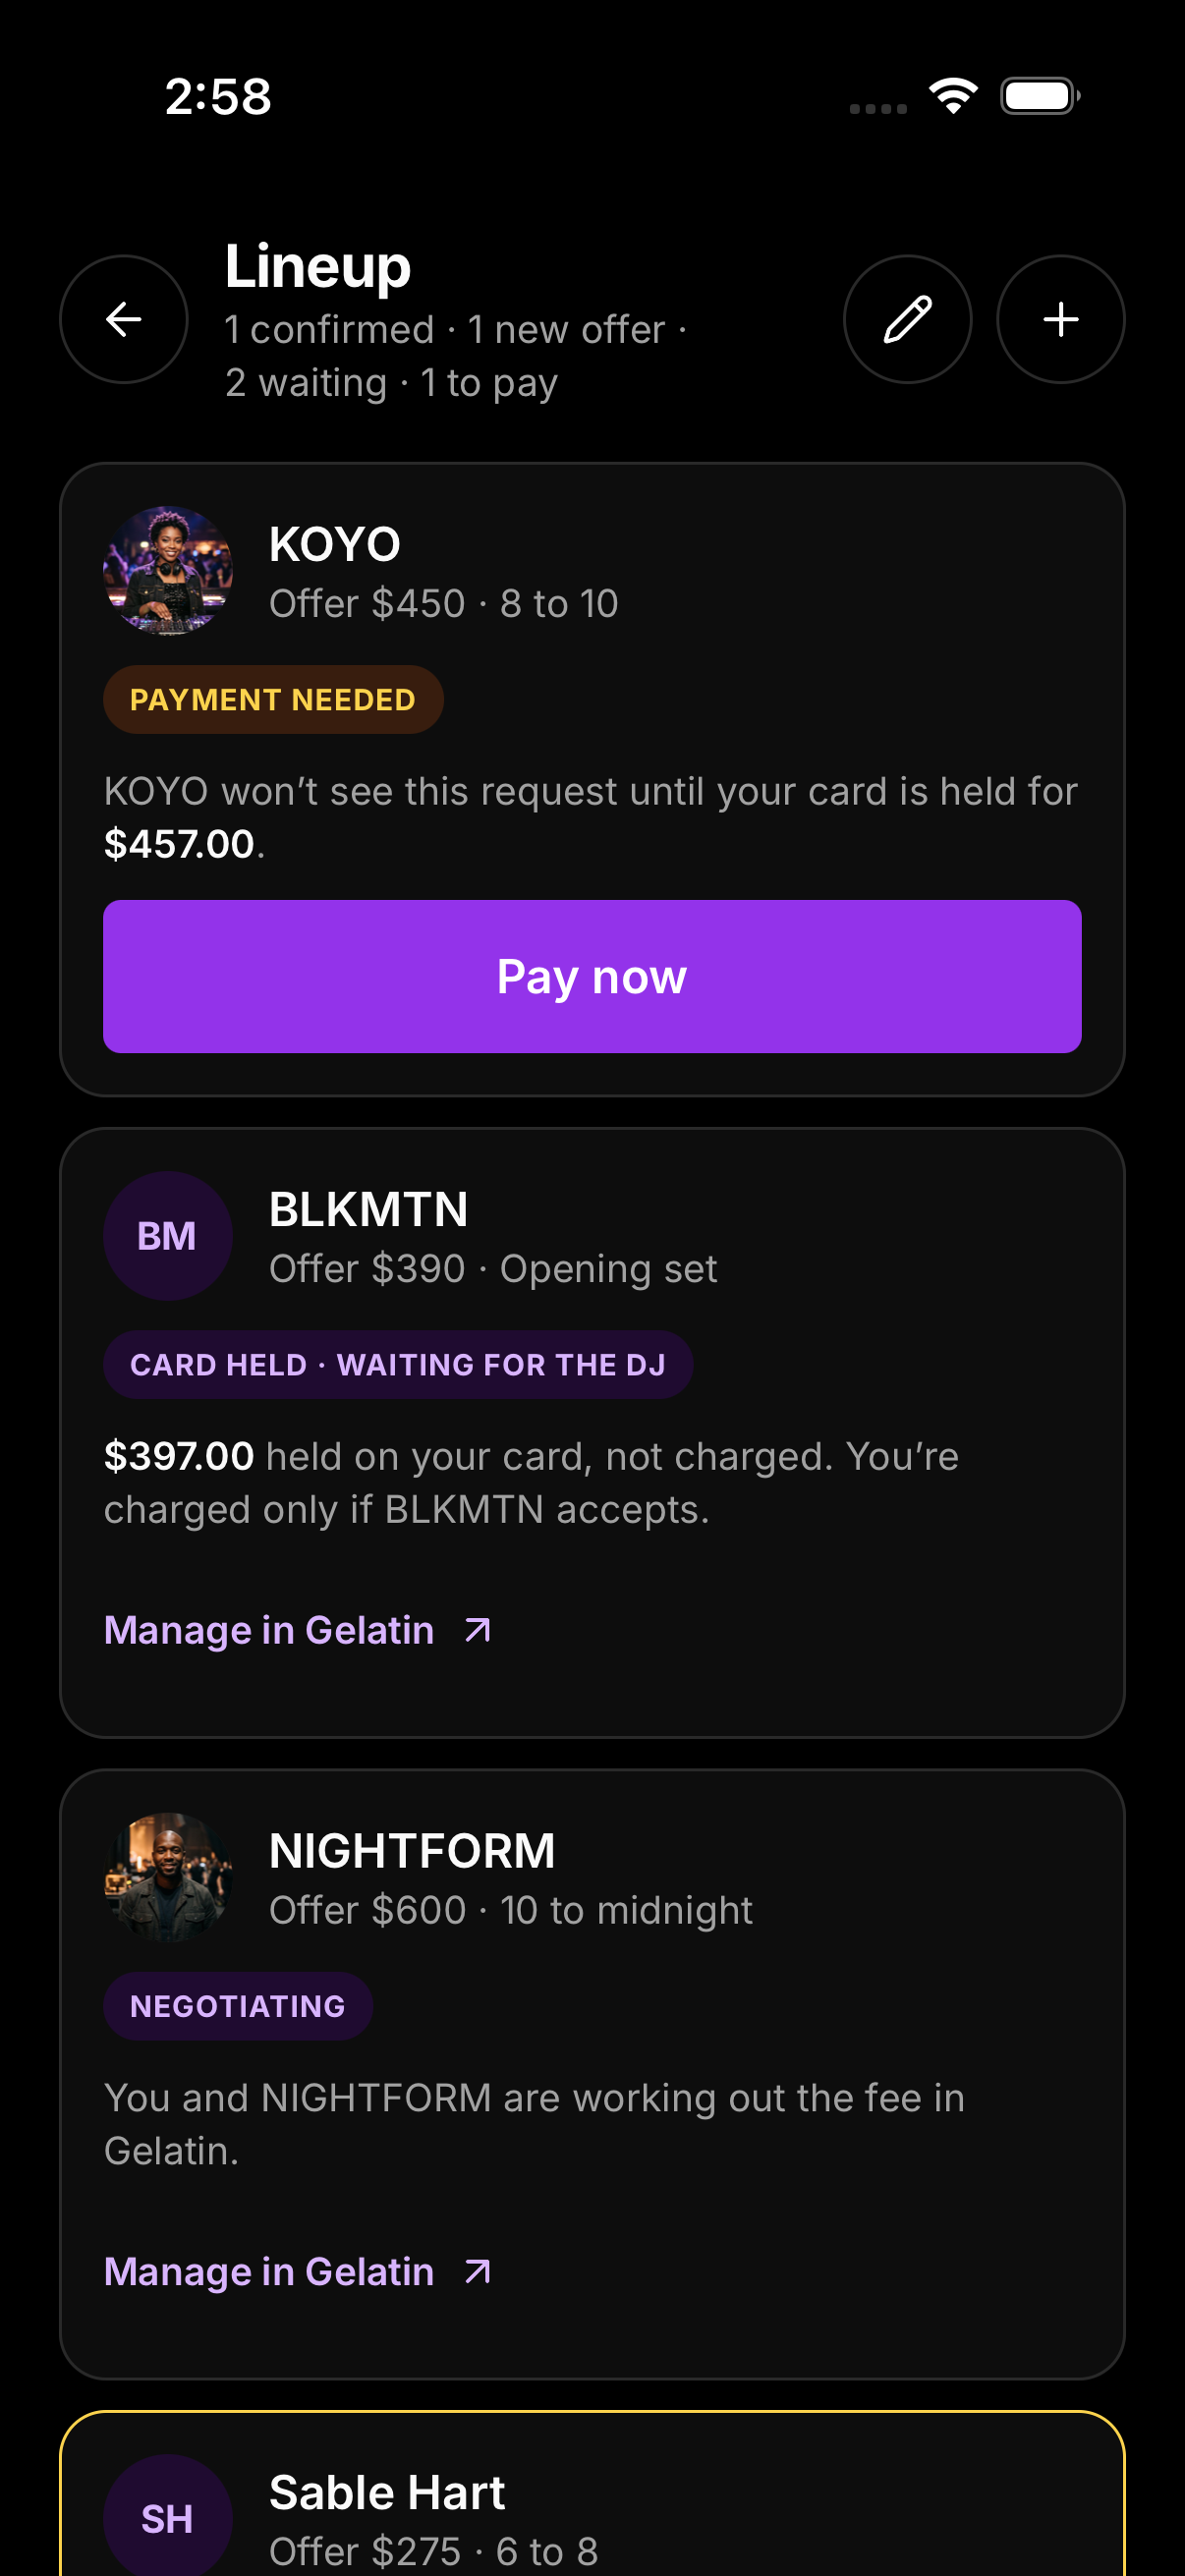 2:58
Lineup
1 confirmed · 1 new offer ·
2 waiting · 1 to pay
KOYO
Offer $450 · 8 to 10
PAYMENT NEEDED
KOYO won’t see this request until your card is held for
$457.00.
Pay now
BM
BLKMTN
Offer $390 · Opening set
CARD HELD · WAITING FOR THE DJ
$397.00 held on your card, not charged. You’re
charged only if BLKMTN accepts.
Manage in Gelatin
NIGHTFORM
Offer $600 · 10 to midnight
NEGOTIATING
You and NIGHTFORM are working out the fee in
Gelatin.
Manage in Gelatin
SH
Sable Hart
Offer $275 · 6 to 8